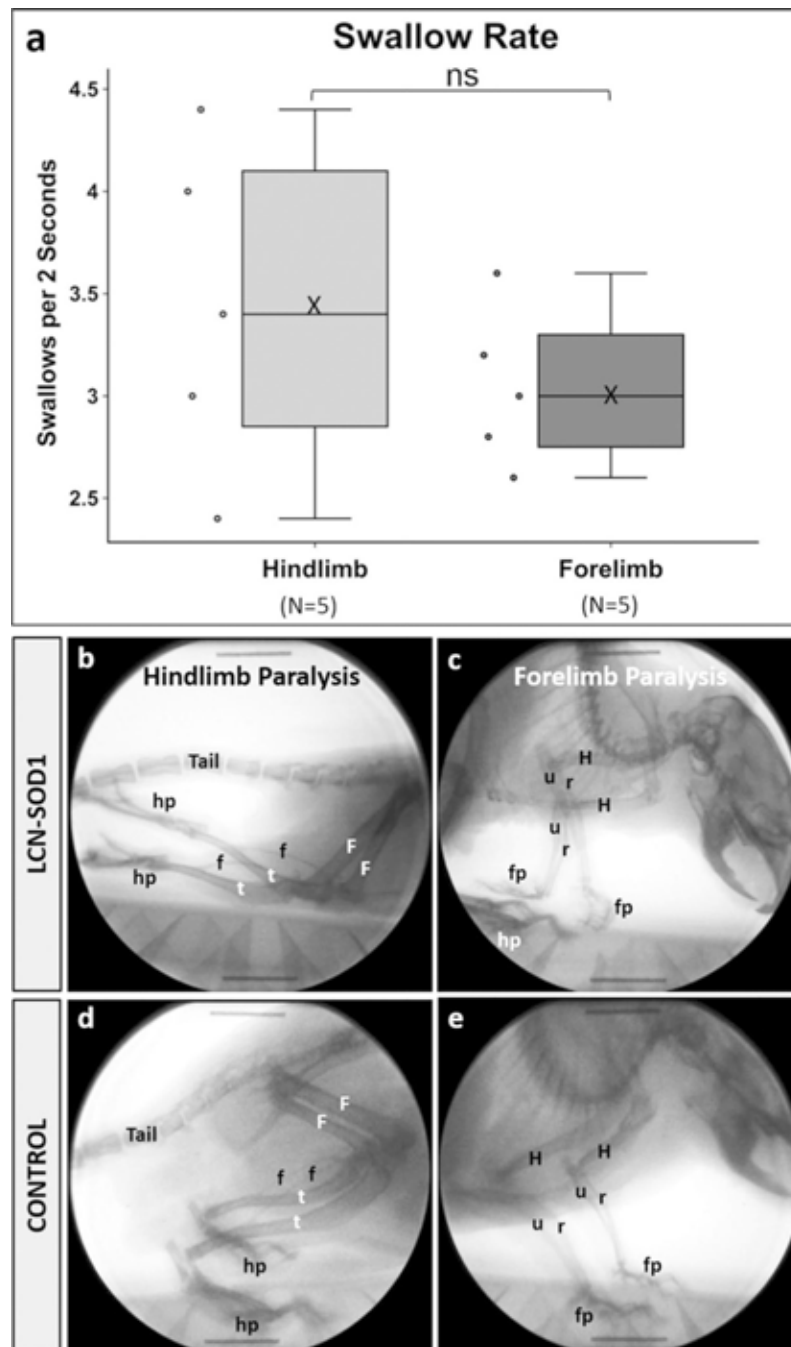 a
Swallow Rate
ns
4.5
4
3.5
3
2.5
Swallows per 2 Seconds
X
X
Hindlimb
Forelimb
(N=5)
(N=5)
LCN-SOD1
b
Hindlimb Paralysis
Tail
hp
hp
f
f
t
t
F
F
c
Forelimb Paralysis
H
u r
H
u
r
fp
fp
hp
CONTROL
d
F
F
Tail
f
f
t
t
hp
hp
e
H
H
u
r
u
r
fp
fp